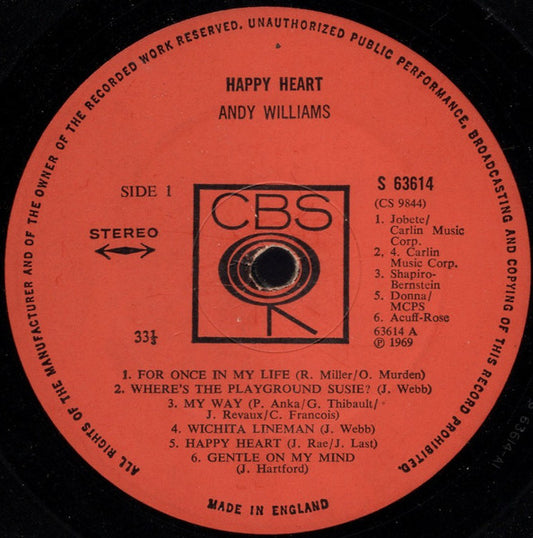 ALL RIGHTS OF THE MANUFACTURER AND OF THE OWNER OF THE RECORDED WORK RESERVED. UNAUTHORIZED PUBLIC PERFORMANCE, BROADCASTING AND COPYING OF THIS RECORD PROHIBITED.
HAPPY HEART
ANDY WILLIAMS
SIDE 1
STEREO
33⅓
CBS
S 63614
(CS 9844)
1. Jobete/
Carlin Music
Corp.
2, 4. Carlin
Music Corp.
3. Shapiro-
Bernstein
5. Donna/
MCPS
6. Acuff-Rose
63614 A
℗ 1969
1. FOR ONCE IN MY LIFE (R. Miller/O. Murden)
2. WHERE'S THE PLAYGROUND SUSIE? (J. Webb)
3. MY WAY (P. Anka/G. Thibault/
J. Revaux/C. Francois)
4. WICHITA LINEMAN (J. Webb)
5. HAPPY HEART (J. Rae/J. Last)
6. GENTLE ON MY MIND
(J. Hartford)
MADE IN ENGLAND